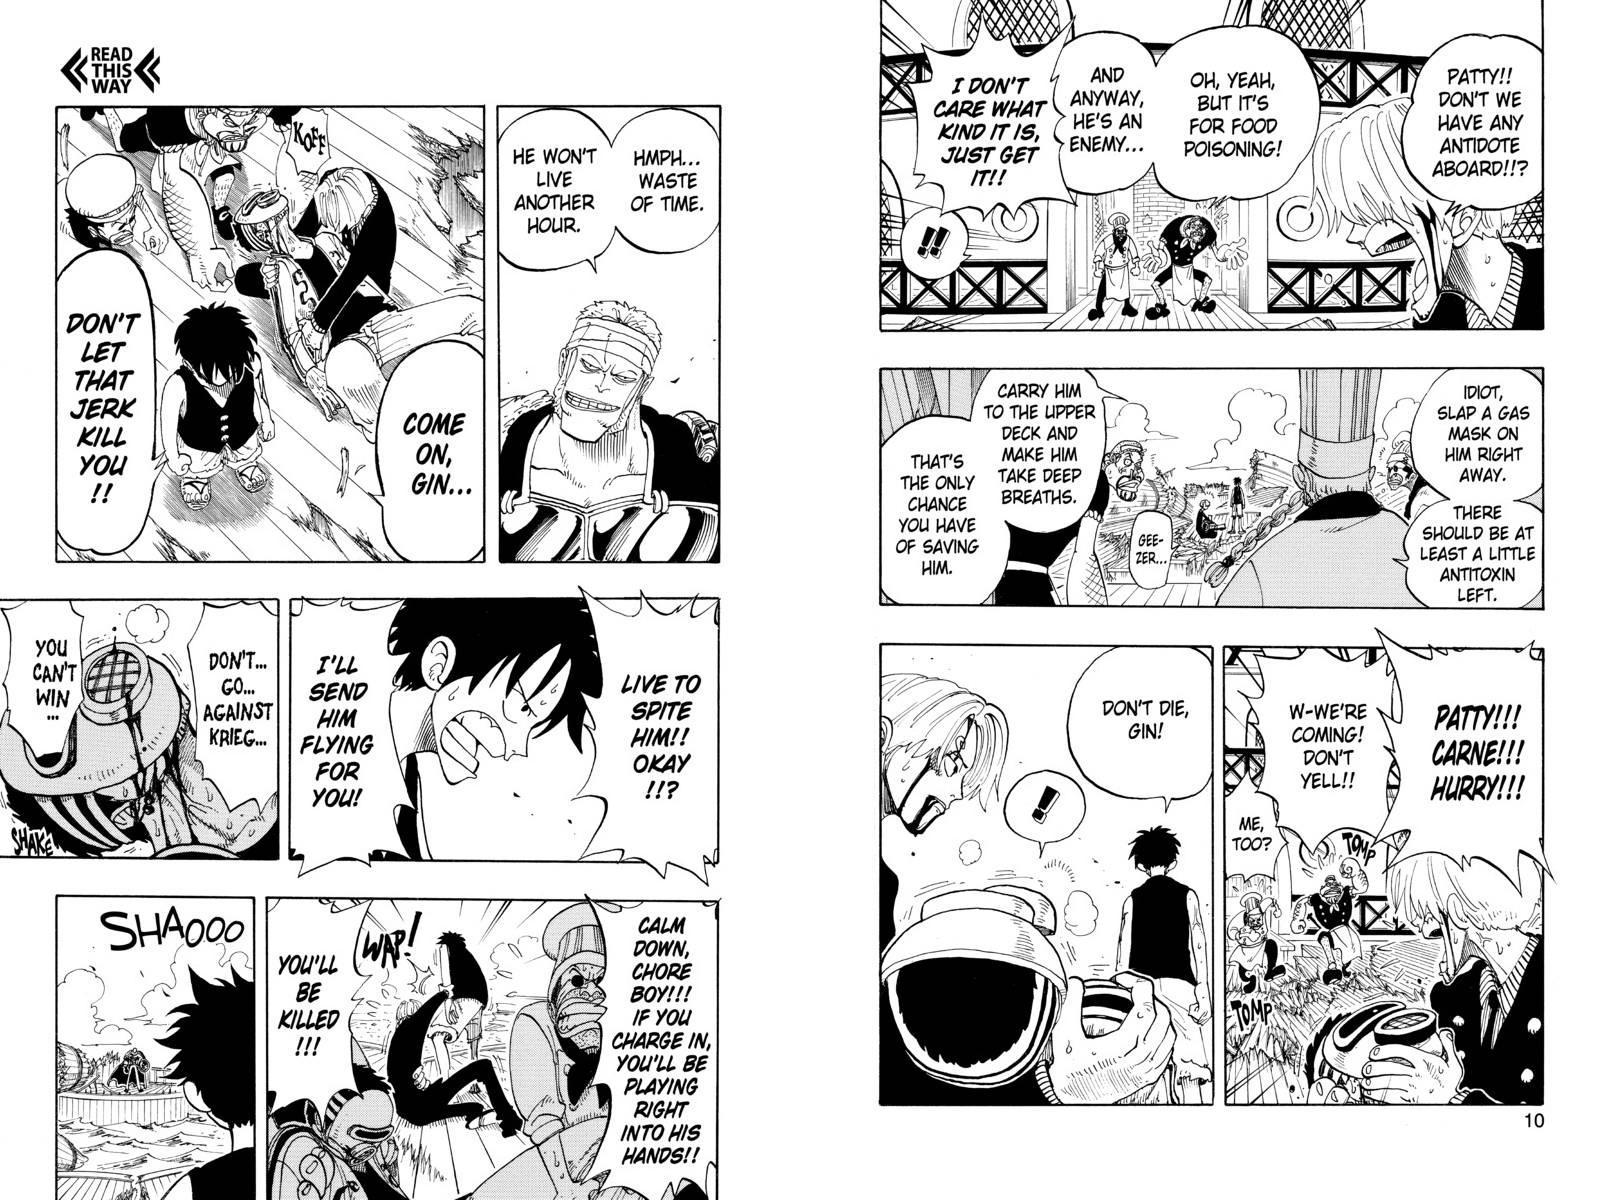 PATTY!!
DON'T WE
HAVE ANY
ANTIDOTE
ABOARD!!?
OH, YEAH,
BUT IT'S
FOR FOOD
POISONING!
AND
ANYWAY,
HE'S AN
ENEMY...
I DON'T
CARE WHAT
KIND IT IS,
JUST GET
IT!!
!!
IDIOT,
SLAP A GAS
MASK ON
HIM RIGHT
AWAY.
THERE
SHOULD BE AT
LEAST A LITTLE
ANTITOXIN
LEFT.
GEE-
ZER...
CARRY HIM
TO THE UPPER
DECK AND
MAKE HIM
TAKE DEEP
BREATHS.
THAT'S
THE ONLY
CHANCE
YOU HAVE
OF SAVING
HIM.
PATTY!!!
CARNE!!!
HURRY!!!
W-WE'RE
COMING!
DON'T
YELL!!
ME,
TOO?
TOMP
TOMP
DON'T DIE,
GIN!
!!
10
READ
THIS
WAY
HMPH...
WASTE
OF TIME.
HE WON'T
LIVE
ANOTHER
HOUR.
KOFF
COME
ON,
GIN...
DON'T
LET
THAT
JERK
KILL
YOU
!!
LIVE TO
SPITE
HIM!!
OKAY
!!?
I'LL
SEND
HIM
FLYING
FOR
YOU!
DON'T...
GO...
AGAINST
KRIEG...
YOU
CAN'T
WIN
...
SHAKE
CALM
DOWN,
CHORE
BOY!!!
IF YOU
CHARGE IN,
YOU'LL BE
PLAYING
RIGHT
INTO HIS
HANDS!!
WAP!
YOU'LL
BE
KILLED
!!!
SHAOOO